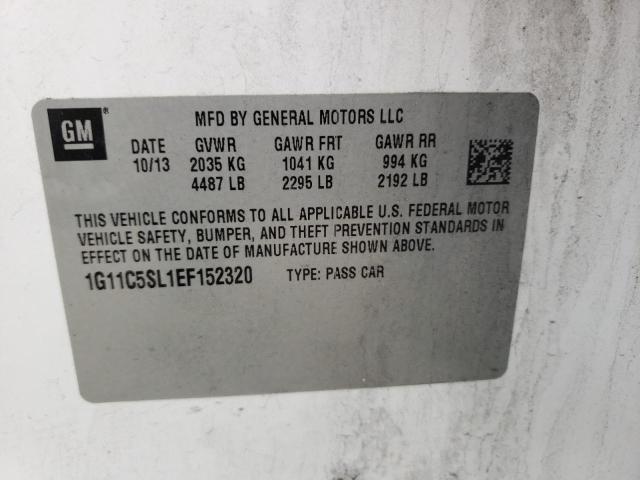 GM
MFD BY GENERAL MOTORS LLC
DATE GVWR GAWR FRT GAWR RR
10/13 2035 KG 1041 KG 994 KG
4487 LB 2295 LB 2192 LB
THIS VEHICLE CONFORMS TO ALL APPLICABLE U.S. FEDERAL MOTOR
VEHICLE SAFETY, BUMPER, AND THEFT PREVENTION STANDARDS IN
EFFECT ON THE DATE OF MANUFACTURE SHOWN ABOVE.
1G11C5SL1EF152320 TYPE: PASS CAR